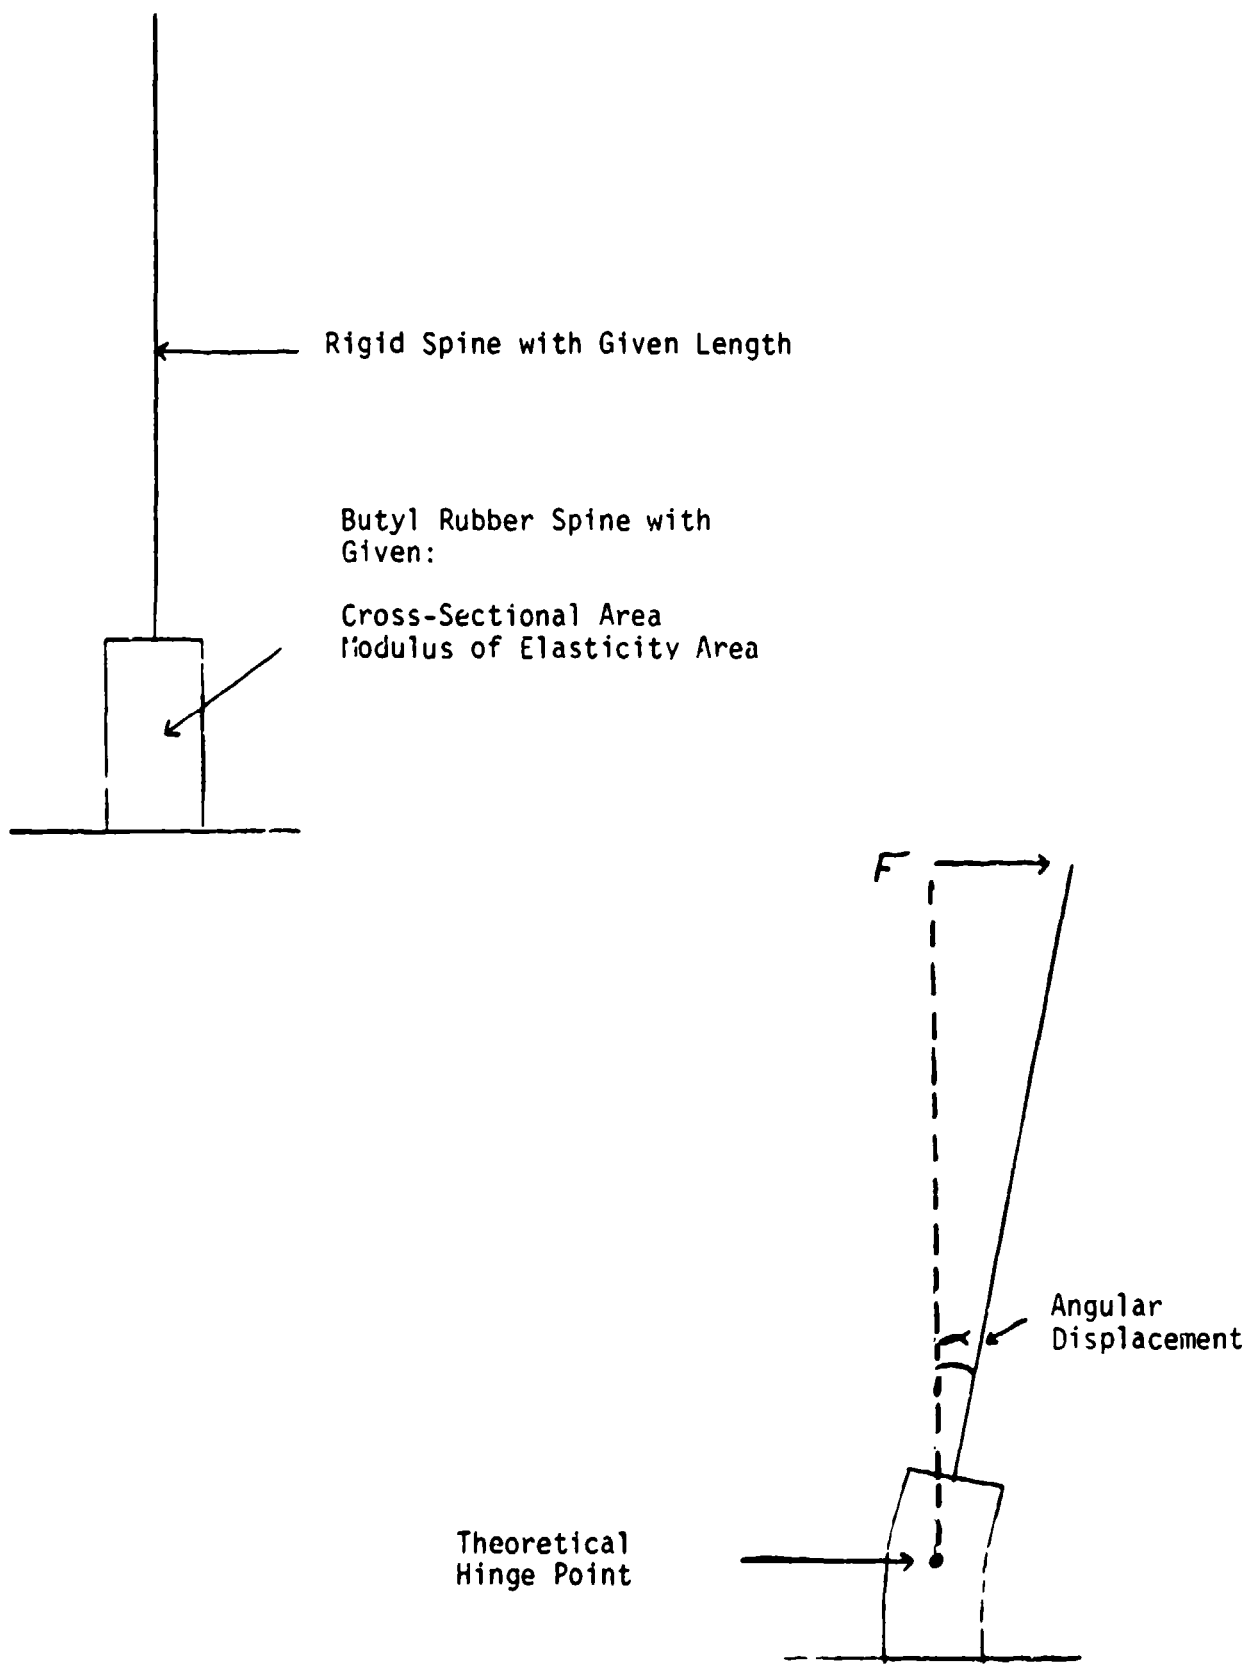 Rigid Spine with Given Length
Butyl Rubber Spine with
Given:
Cross-Sectional Area
Modulus of Elasticity Area
F
Angular
Displacement
Theoretical
Hinge Point